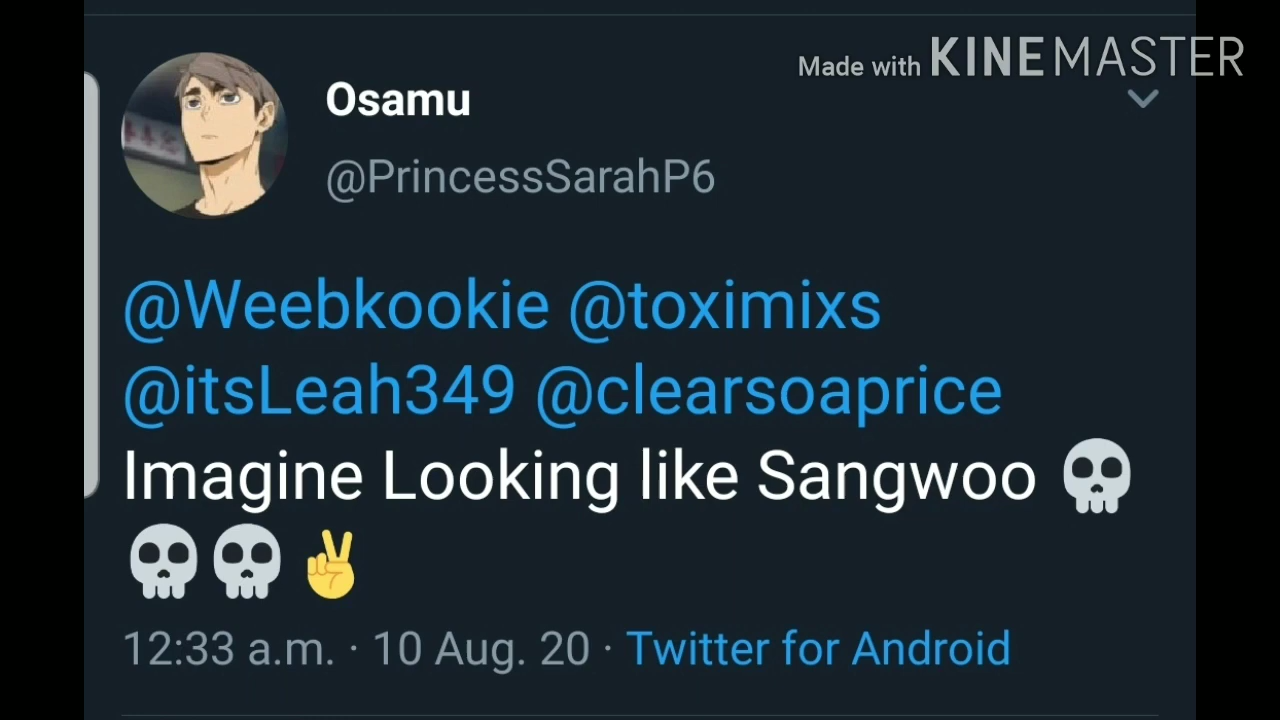 Made with KINEMASTER
Osamu
@PrincessSarahP6
@Weebkookie @toximixs
@itsLeah349 @clearsoaprice
Imagine Looking like Sangwoo 💀
💀💀✌
12:33 a.m. · 10 Aug. 20 · Twitter for Android